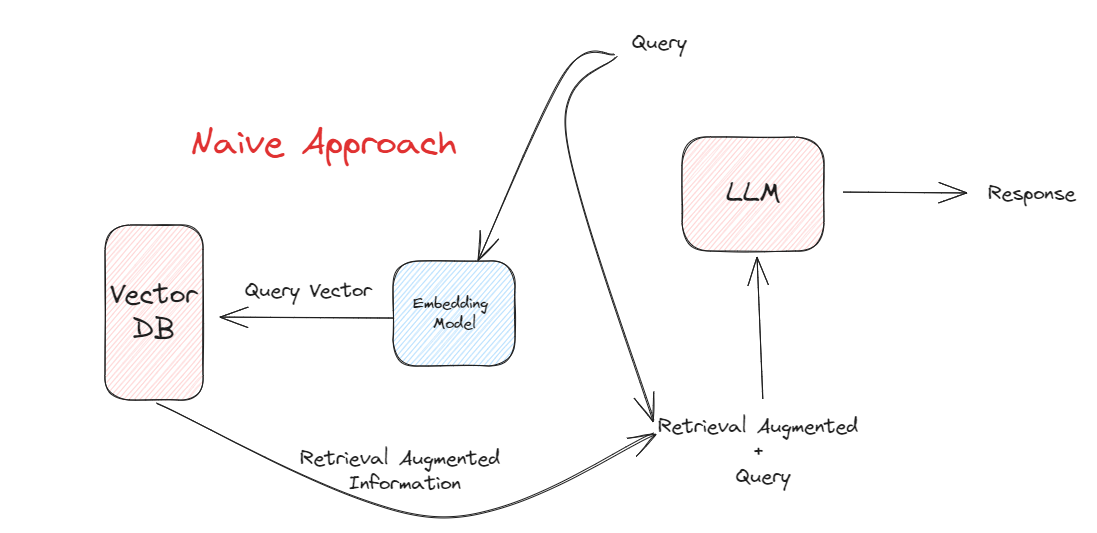 Query
Naive Approach
LLM
Response
Vector
DB
Query Vector
Embedding
Model
Retrieval Augmented
Information
Retrieval Augmented
+
Query